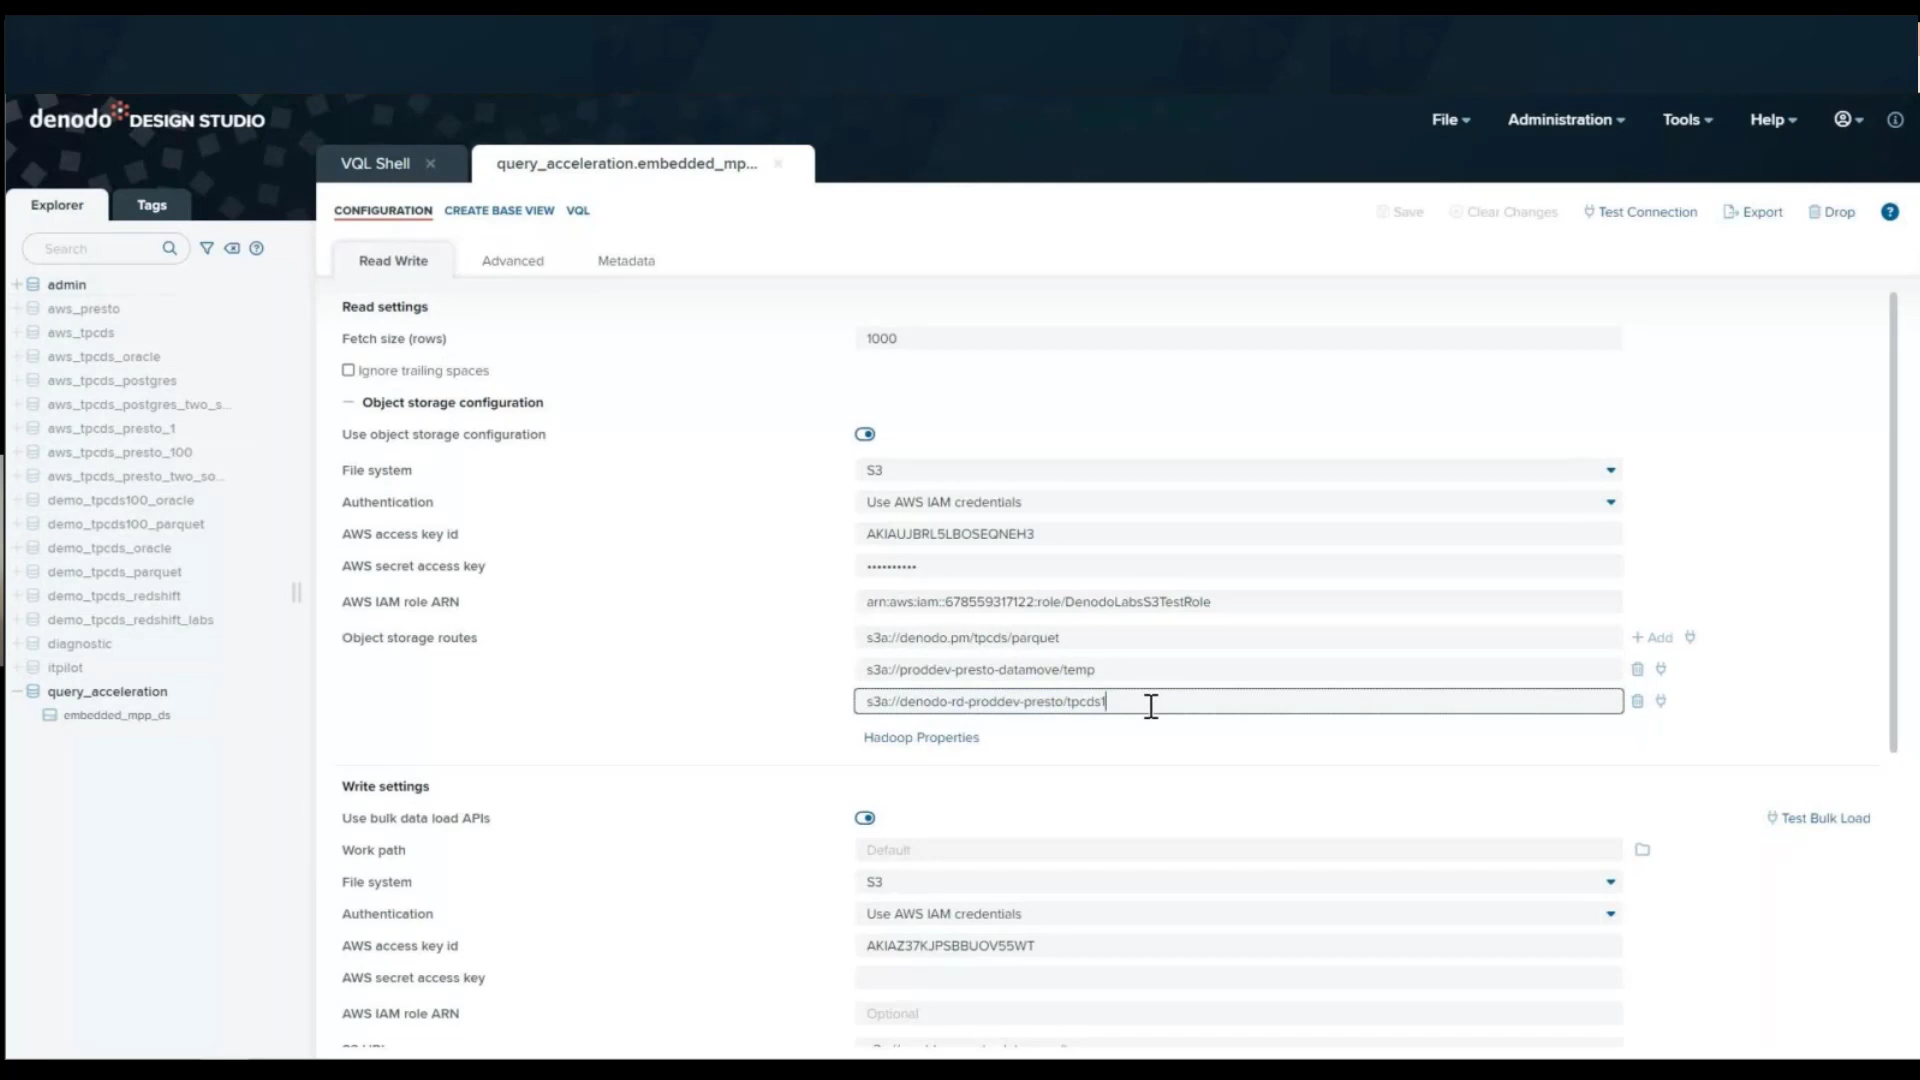 denodo DESIGN STUDIO
File
Administration
Tools
Help
VQL Shell
query_acceleration.embedded_mp...
Explorer
Tags
CONFIGURATION
CREATE BASE VIEW
VQL
Save
Clear Changes
Test Connection
Export
Drop
Search
Read Write
Advanced
Metadata
admin
aws_presto
aws_tpcds
aws_tpcds_oracle
aws_tpcds_postgres
aws_tpcds_postgres_two_s...
aws_tpcds_presto_1
aws_tpcds_presto_100
aws_tpcds_presto_two_so...
demo_tpcds100_oracle
demo_tpcds100_parquet
demo_tpcds_oracle
demo_tpcds_parquet
demo_tpcds_redshift
demo_tpcds_redshift_labs
diagnostic
itpilot
query_acceleration
embedded_mpp_ds
Read settings
Fetch size (rows) 1000
Ignore trailing spaces
Object storage configuration
Use object storage configuration
File system S3
Authentication Use AWS IAM credentials
AWS access key id AKIAUJBRL5LBOSEQNEH3
AWS secret access key ••••••••••
AWS IAM role ARN arn:aws:iam::678559317122:role/DenodoLabsS3TestRole
Object storage routes s3a://denodo.pm/tpcds/parquet + Add
s3a://proddev-presto-datamove/temp
s3a://denodo-rd-proddev-presto/tpcds1
Hadoop Properties
Write settings
Use bulk data load APIs Test Bulk Load
Work path Default
File system S3
Authentication Use AWS IAM credentials
AWS access key id AKIAZ37KJPSBBUOV55WT
AWS secret access key
AWS IAM role ARN Optional